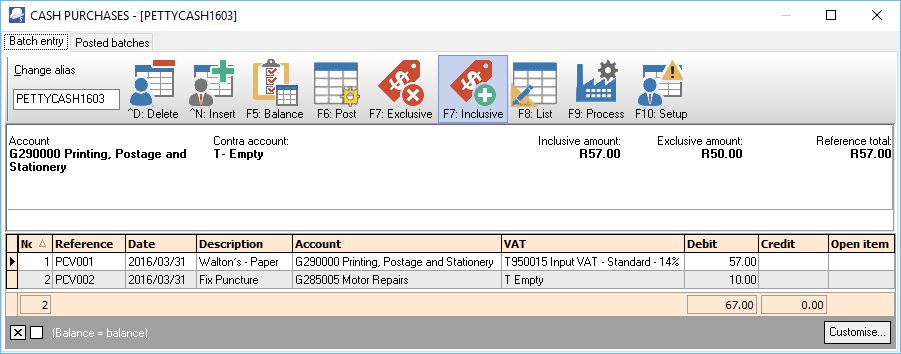 CASH PURCHASES - [PETTYCASH1603]
Batch entry Posted batches
Change alias
PETTYCASH1603
^D: Delete ^N: Insert F5: Balance F6: Post F7: Exclusive F7: Inclusive F8: List F9: Process F10: Setup
Account Contra account: Inclusive amount: Exclusive amount: Reference total:
G290000 Printing, Postage and T- Empty R57.00 R50.00 R57.00
Stationery
Nc Reference Date Description Account VAT Debit Credit Open item
1 PCV001 2016/03/31 Walton's - Paper G290000 Printing, Postage and Stationery T950015 Input VAT - Standard - 14% 57.00
2 PCV002 2016/03/31 Fix Puncture G285005 Motor Repairs T Empty 10.00
2 67.00 0.00
(Balance = balance) Customise...